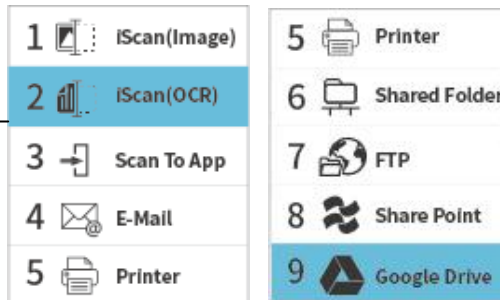 1 iScan(Image)
2 iScan(OCR)
3 Scan To App
4 E-Mail
5 Printer
5 Printer
6 Shared Folder
7 FTP
8 Share Point
9 Google Drive